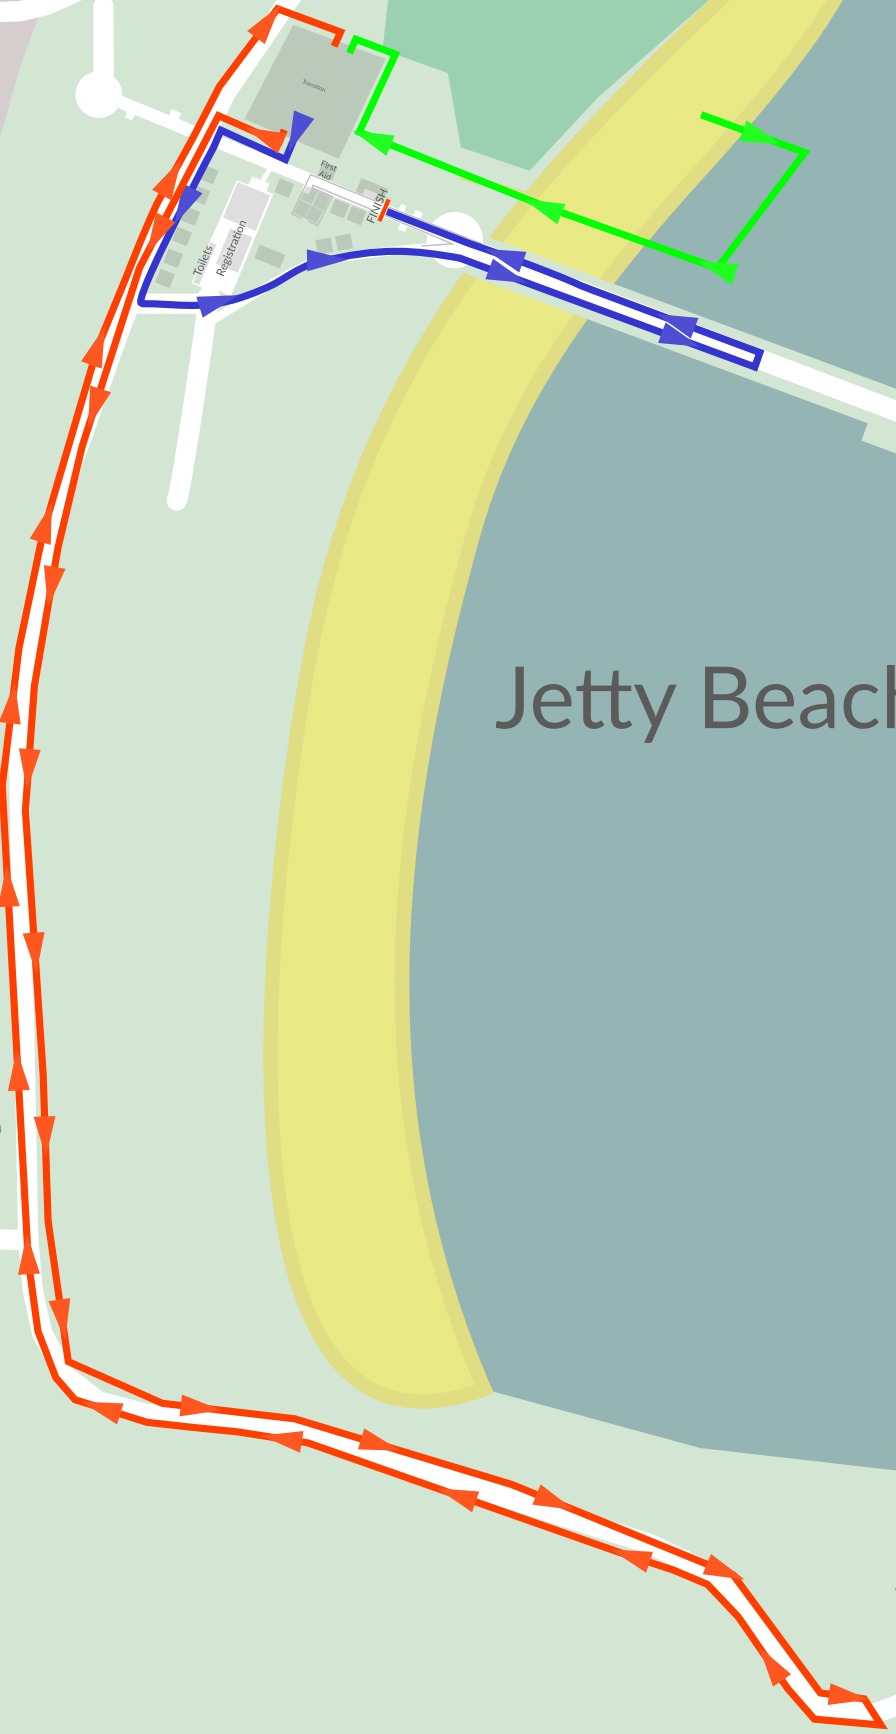 Transition
First
Aid
FINISH
Toilets
Registration
Jetty Beach